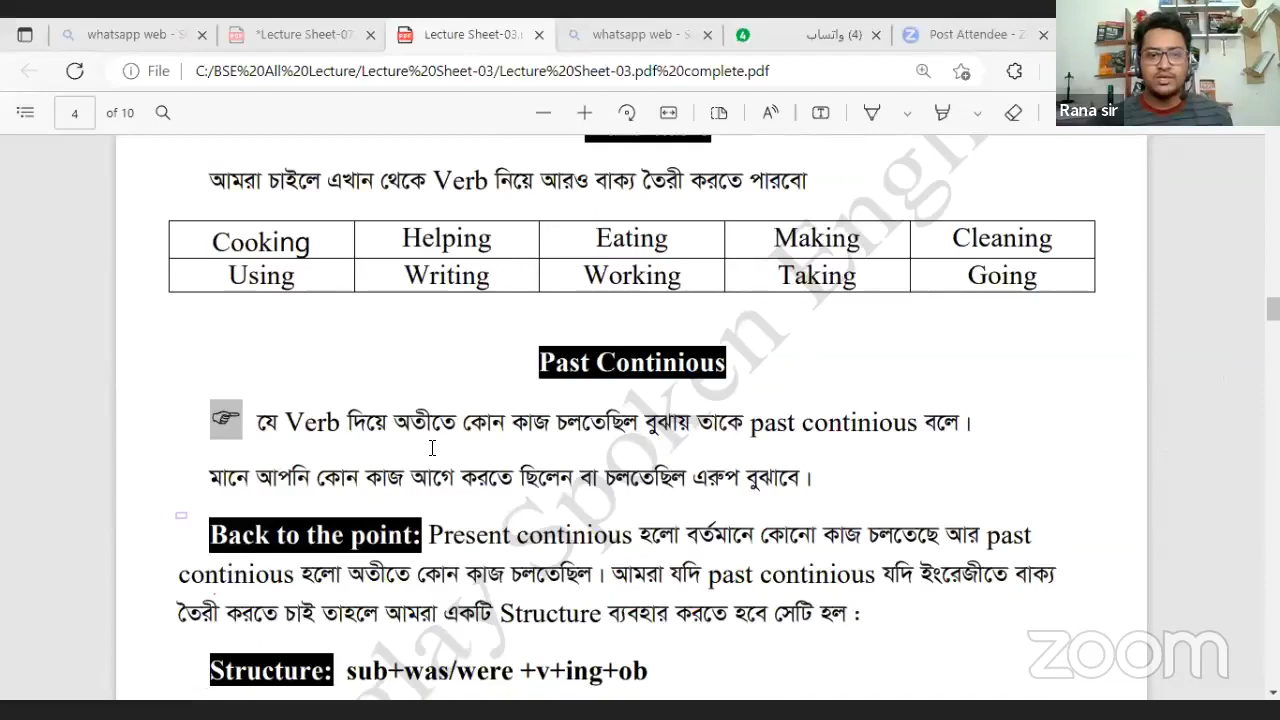 whatsapp web - S
*Lecture Sheet-07
Lecture Sheet-03
whatsapp web - S
(4) واتساب
Post Attendee - Z
File
C:/BSE%20All%20Lecture/Lecture%20Sheet-03/Lecture%20Sheet-03.pdf%20complete.pdf
Rana sir
4 of 10
আমরা চাইলে এখান থেকে Verb নিয়ে আরও বাক্য তৈরী করতে পারবো
Cooking Helping Eating Making Cleaning
Using Writing Working Taking Going
Past Continious
☞ যে Verb দিয়ে অতীতে কোন কাজ চলতেছিল বুঝায় তাকে past continious বলে।
মানে আপনি কোন কাজ আগে করতে ছিলেন বা চলতেছিল এরুপ বুঝাবে।
Back to the point: Present continious হলো বর্তমানে কোনো কাজ চলতেছে আর past
continious হলো অতীতে কোন কাজ চলতেছিল। আমরা যদি past continious যদি ইংরেজীতে বাক্য
তৈরী করতে চাই তাহলে আমরা একটি Structure ব্যবহার করতে হবে সেটি হল :
Structure: sub+was/were +v+ing+ob
zoom